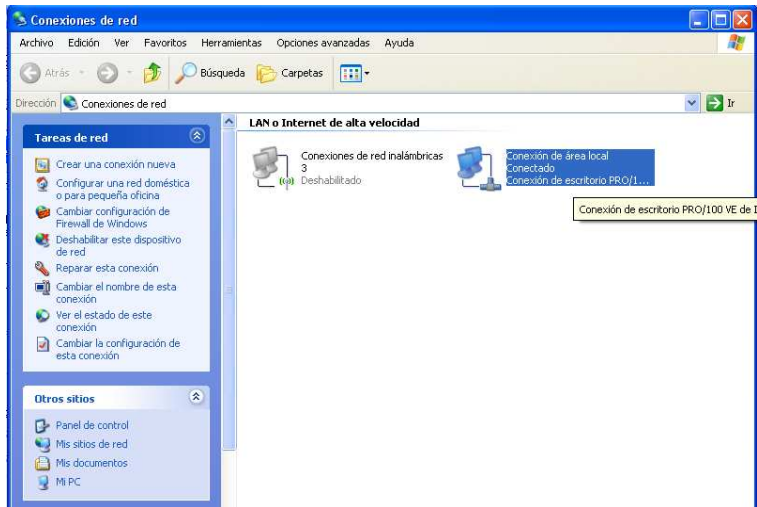 Conexiones de red
Archivo Edición Ver Favoritos Herramientas Opciones avanzadas Ayuda
Atrás Búsqueda Carpetas
Dirección Conexiones de red Ir
Tareas de red
Crear una conexión nueva
Configurar una red doméstica
o para pequeña oficina
Cambiar configuración de
Firewall de Windows
Deshabilitar este dispositivo
de red
Reparar esta conexión
Cambiar el nombre de esta
conexión
Ver el estado de este
conexión
Cambiar la configuración de
esta conexión
Otros sitios
Panel de control
Mis sitios de red
Mis documentos
Mi PC
LAN o Internet de alta velocidad
Conexiones de red inalámbricas
3
Deshabilitado
Conexión de área local
Conectado
Conexión de escritorio PRO/1...
Conexión de escritorio PRO/100 VE de I